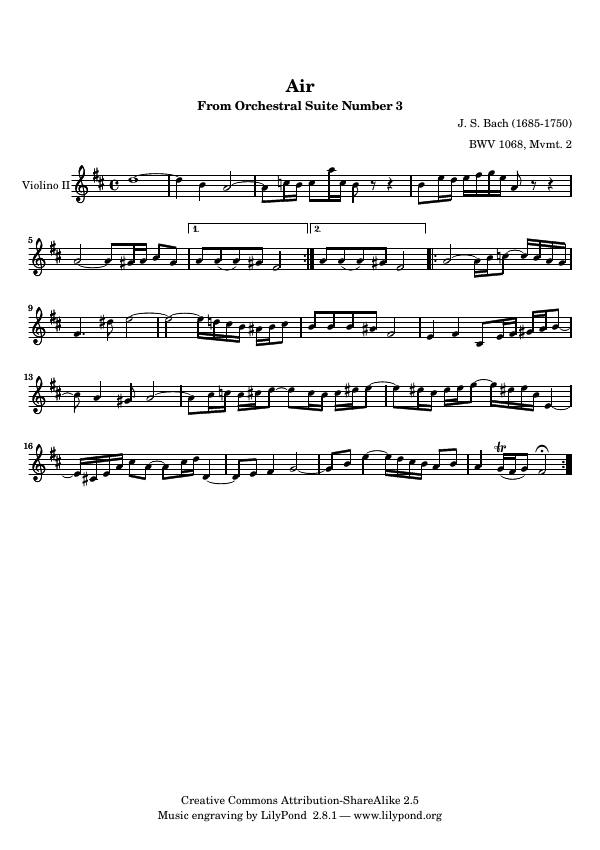 Air
From Orchestral Suite Number 3
J. S. Bach (1685-1750)
BWV 1068, Mvmt. 2
Violino II
5
1.
2.
9
13
16
tr
Creative Commons Attribution-ShareAlike 2.5
Music engraving by LilyPond 2.8.1 — www.lilypond.org